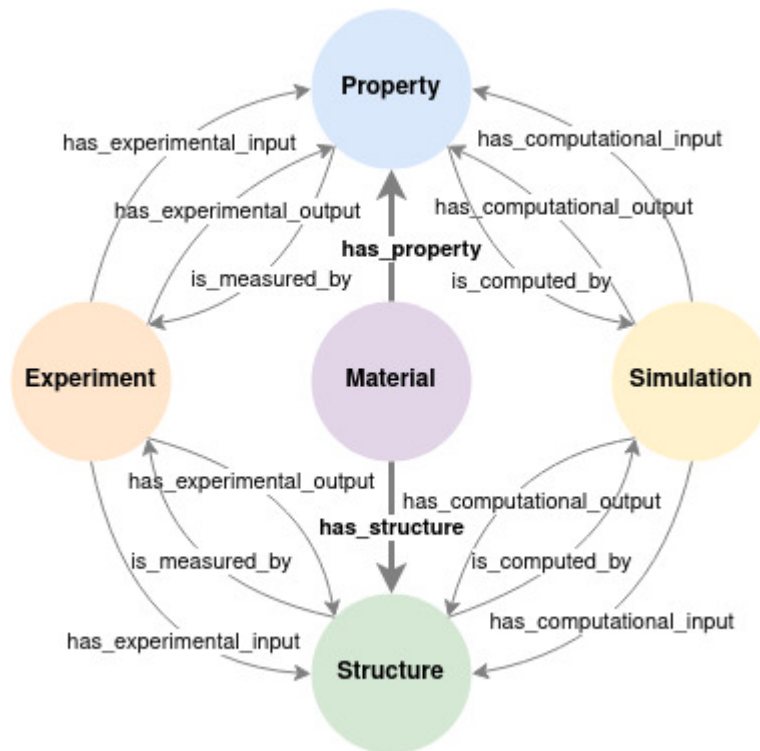 Property
has_experimental_input
has_computational_input
has_experimental_output
has_computational_output
has_property
is_measured_by
is_computed_by
Experiment
Material
Simulation
has_experimental_output
has_computational_output
has_structure
is_measured_by
is_computed_by
has_experimental_input
has_computational_input
Structure